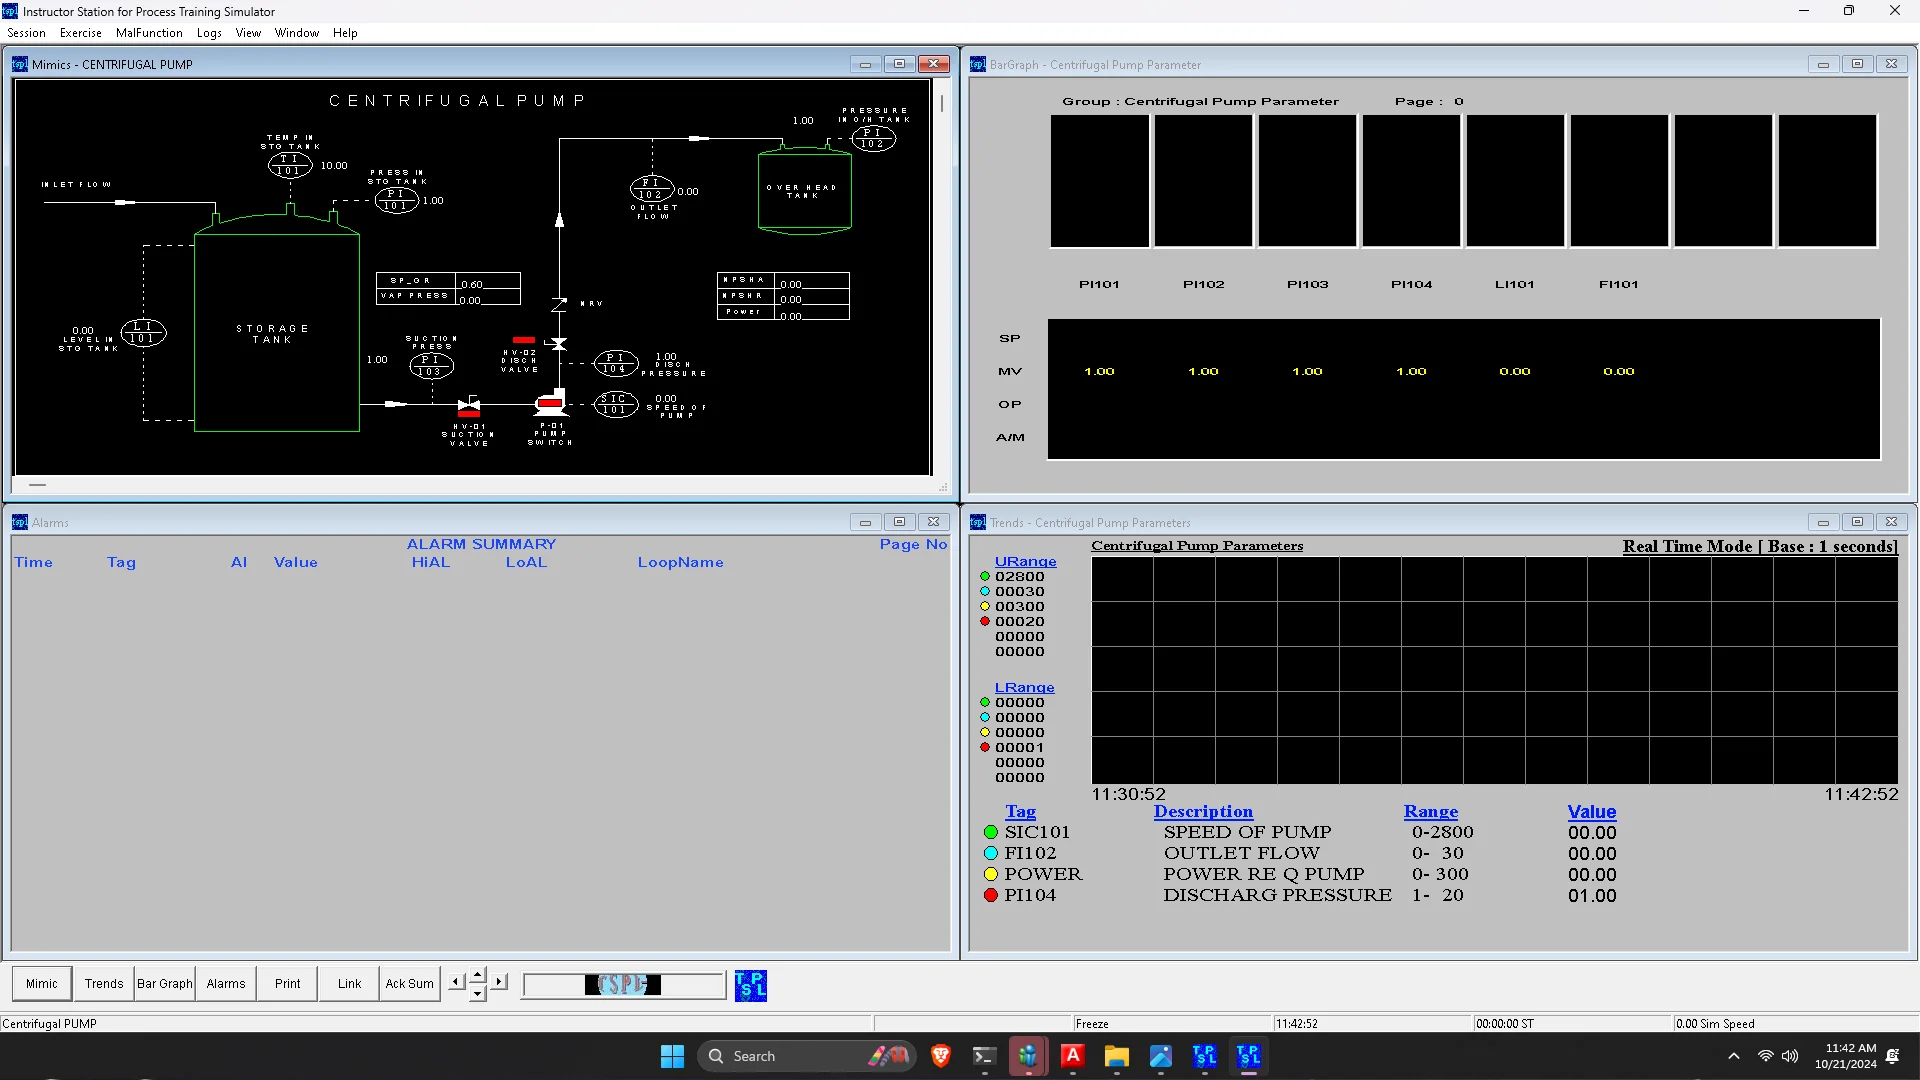 Instructor Station for Process Training Simulator
Session Exercise MalFunction Logs View Window Help
Mimics - CENTRIFUGAL PUMP
CENTRIFUGAL PUMP
INLET FLOW
TEMP IN
STG TANK
TI
101
10.00
PRESS IN
STG TANK
PI
101
1.00
FI
102
0.00
OUTLET
FLOW
1.00
PRESSURE
IN O/H TANK
PI
102
OVER HEAD
TANK
SP_GR 0.60
VAP PRESS 0.00
NPSHA 0.00
NPSHR 0.00
Power 0.00
NRV
0.00
LEVEL IN
STG TANK
LI
101
STORAGE
TANK
1.00
SUCTION
PRESS
PI
103
HV-02
DISCH
VALVE
PI
104
1.00
DISCH
PRESSURE
SIC
101
0.00
SPEED OF
PUMP
HV-01
SUCTION
VALVE
P-01
PUMP
SWITCH
BarGraph - Centrifugal Pump Parameter
Group : Centrifugal Pump Parameter Page : 0
PI101 PI102 PI103 PI104 LI101 FI101
SP
MV 1.00 1.00 1.00 1.00 0.00 0.00
OP
A/M
Alarms
ALARM SUMMARY Page No
Time Tag Al Value HiAL LoAL LoopName
Trends - Centrifugal Pump Parameters
Centrifugal Pump Parameters Real Time Mode [ Base : 1 seconds]
URange
02800
00030
00300
00020
00000
00000
LRange
00000
00000
00000
00001
00000
00000
11:30:52 11:42:52
Tag Description Range Value
SIC101 SPEED OF PUMP 0-2800 00.00
FI102 OUTLET FLOW 0- 30 00.00
POWER POWER RE Q PUMP 0- 300 00.00
PI104 DISCHARG PRESSURE 1- 20 01.00
Mimic Trends Bar Graph Alarms Print Link Ack Sum TSPL TPSL
Centrifugal PUMP Freeze 11:42:52 00:00:00 ST 0.00 Sim Speed
Search
11:42 AM
10/21/2024